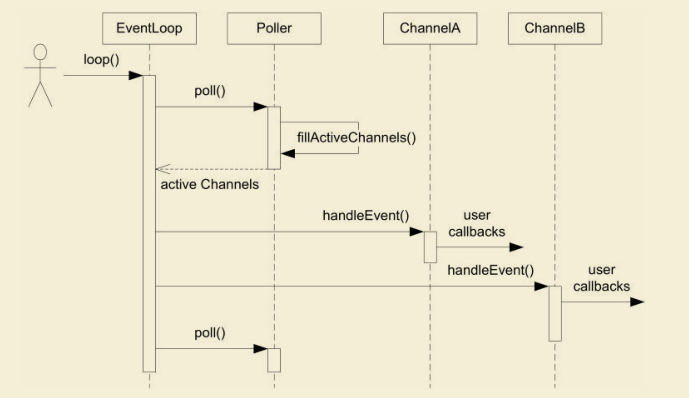 EventLoop
Poller
ChannelA
ChannelB
loop()
poll()
fillActiveChannels()
active Channels
handleEvent()
user
callbacks
handleEvent()
user
callbacks
poll()